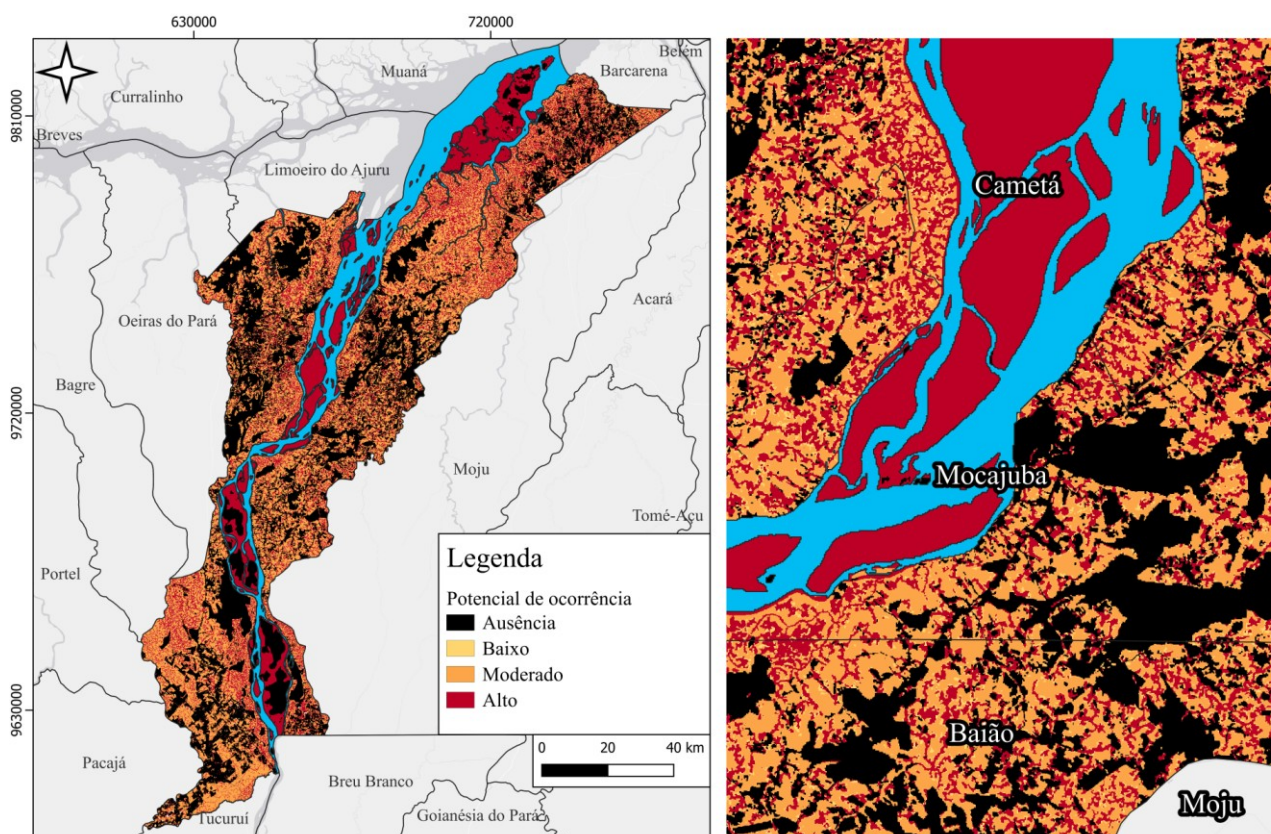 630000
720000
9810000
9720000
9630000
Belém
Muaná
Barcarena
Curralinho
Breves
Limoeiro do Ajuru
Acará
Oeiras do Pará
Bagre
Moju
Tomé-Açu
Portel
Pacajá
Breu Branco
Tucuruí
Goianésia do Pará
Legenda
Potencial de ocorrência
Ausência
Baixo
Moderado
Alto
0 20 40 km
Cametá
Mocajuba
Baião
Moju